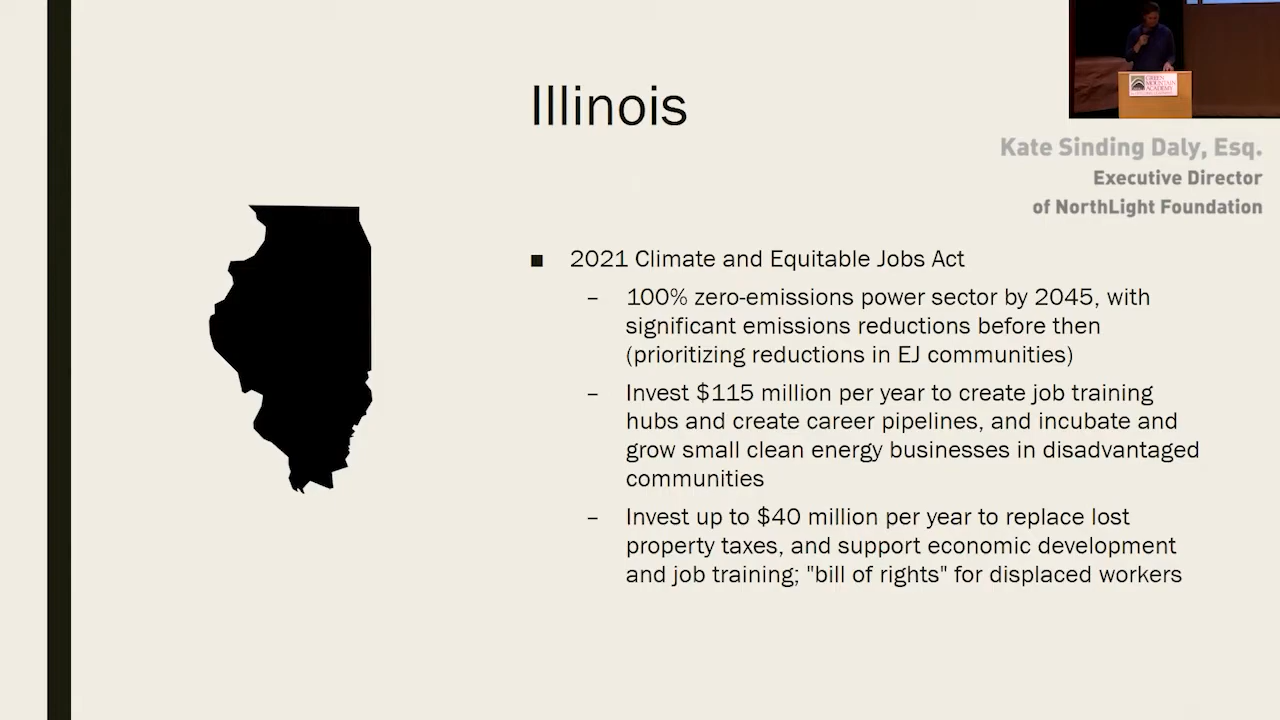 Illinois
GREEN
MOUNTAIN
ACADEMY
Kate Sinding Daly, Esq.
Executive Director
of NorthLight Foundation
■ 2021 Climate and Equitable Jobs Act
– 100% zero-emissions power sector by 2045, with
significant emissions reductions before then
(prioritizing reductions in EJ communities)
– Invest $115 million per year to create job training
hubs and create career pipelines, and incubate and
grow small clean energy businesses in disadvantaged
communities
– Invest up to $40 million per year to replace lost
property taxes, and support economic development
and job training; "bill of rights" for displaced workers